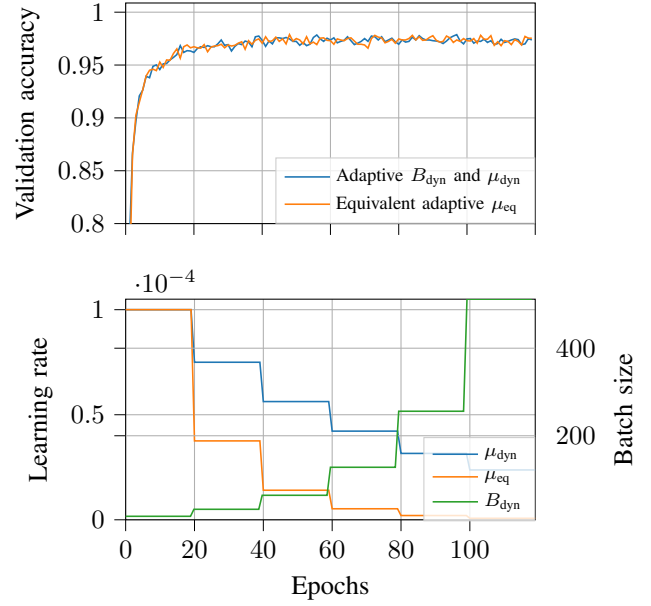 1
0.95
0.9
0.85
0.8
Validation accuracy
Adaptive B_dyn and μ_dyn
Equivalent adaptive μ_eq
·10^-4
1
0.5
0
Learning rate
400
200
Batch size
μ_dyn
μ_eq
B_dyn
0 20 40 60 80 100
Epochs